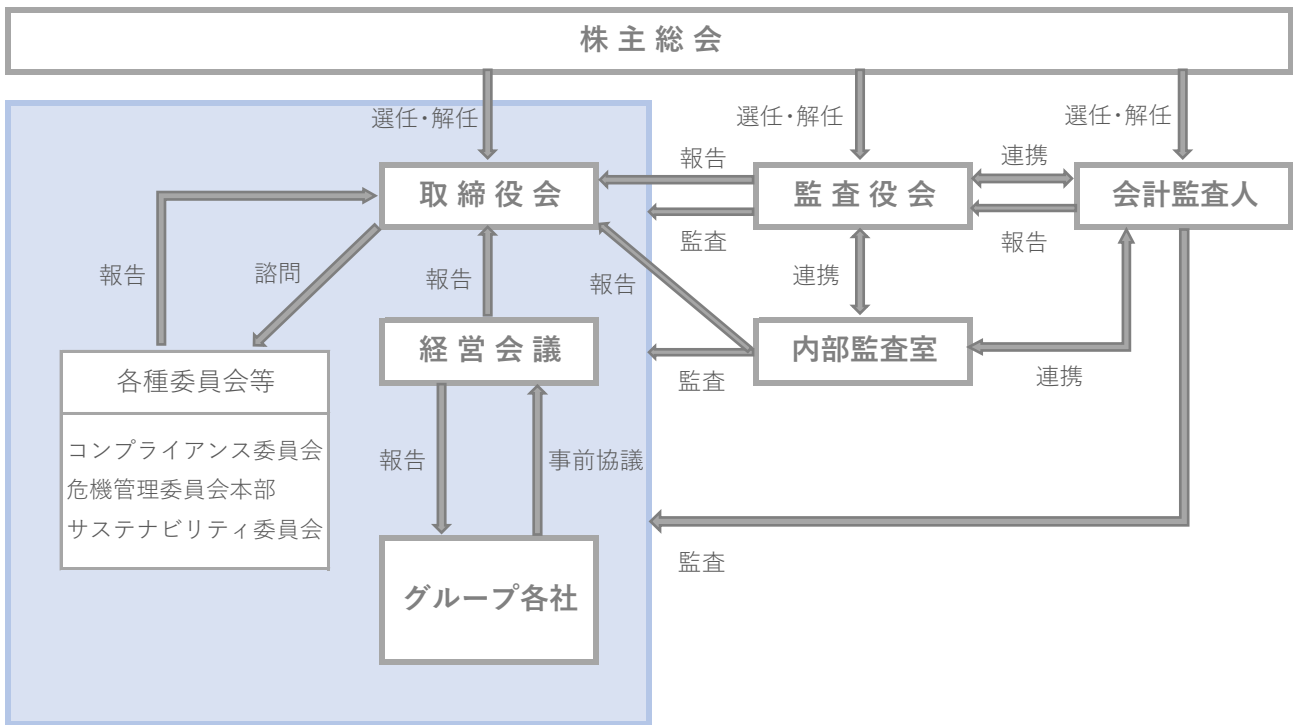 株主総会
選任・解任
選任・解任
選任・解任
取締役会
報告
監査役会
連携
会計監査人
監査
報告
報告
諮問
報告
報告
連携
経営会議
監査
内部監査室
連携
各種委員会等
コンプライアンス委員会
危機管理委員会本部
サステナビリティ委員会
報告
事前協議
監査
グループ各社